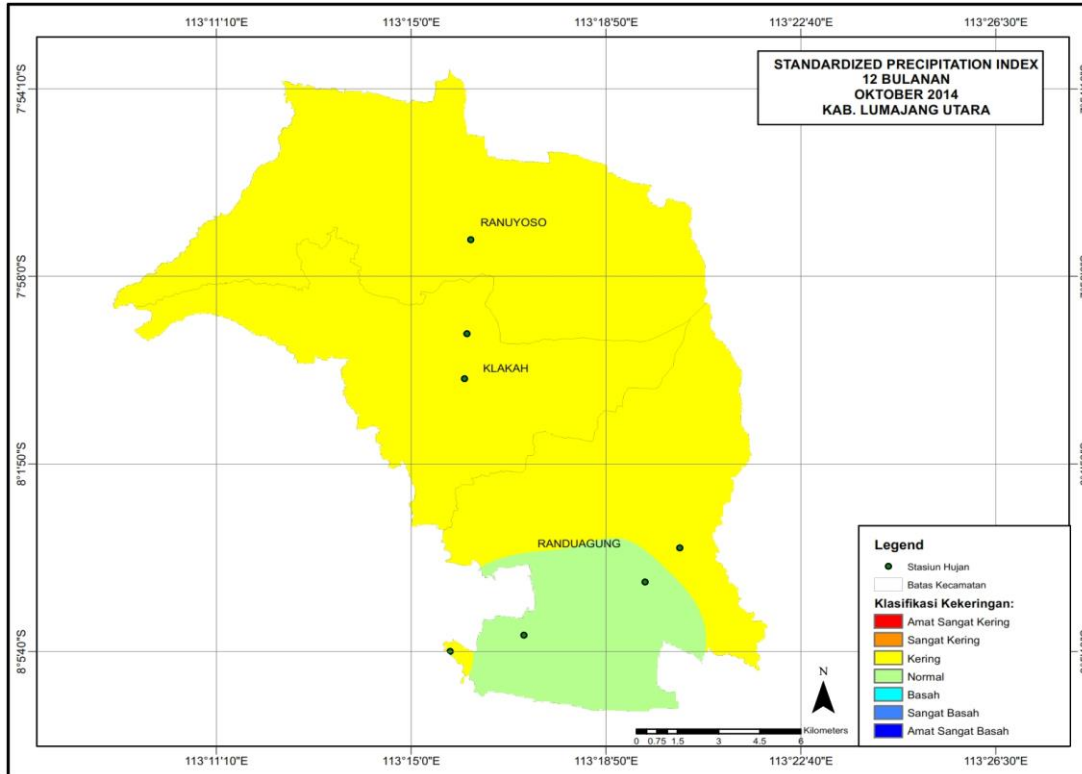 113°11'10"E 113°15'0"E 113°18'50"E 113°22'40"E 113°26'30"E
STANDARDIZED PRECIPITATION INDEX
12 BULANAN
OKTOBER 2014
KAB. LUMAJANG UTARA
7°54'10"S
RANUYOSO
7°58'0"S
KLAKAH
8°1'50"S
RANDUAGUNG
8°5'40"S
Legend
Stasiun Hujan
Batas Kecamatan
Klasifikasi Kekeringan:
Amat Sangat Kering
Sangat Kering
Kering
Normal
Basah
Sangat Basah
Amat Sangat Basah
N
Kilometers
0 0.75 1.5 3 4.5 6
113°11'10"E 113°15'0"E 113°18'50"E 113°22'40"E 113°26'30"E